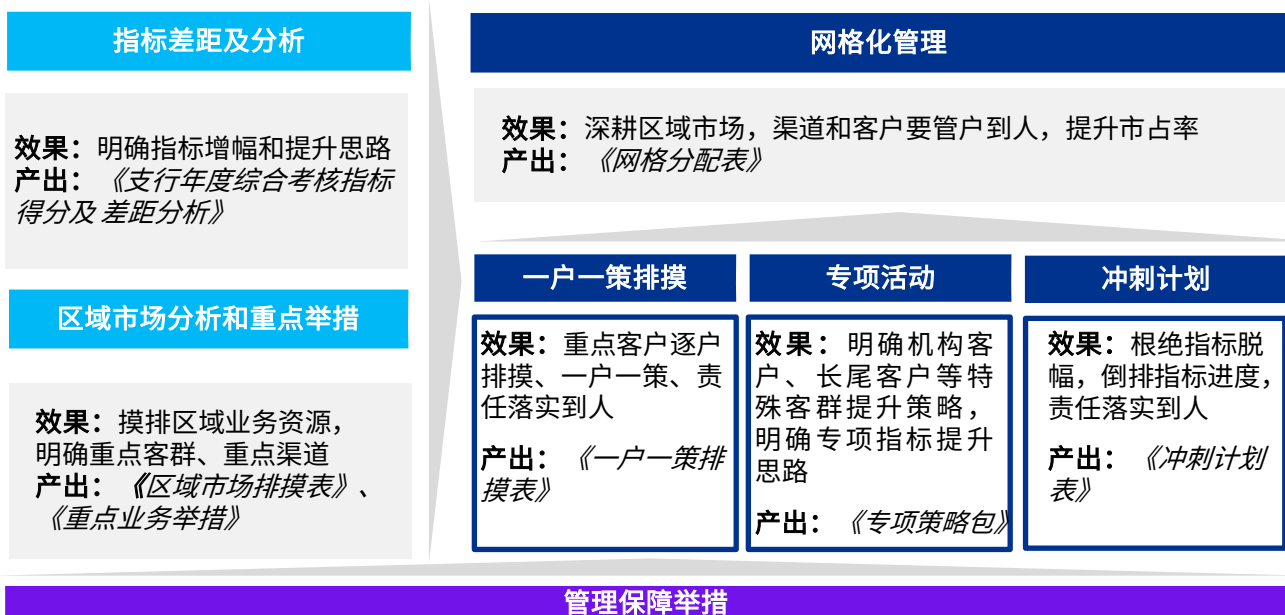 指标差距及分析
效果：明确指标增幅和提升思路
产出：《支行年度综合考核指标
得分及 差距分析》
区域市场分析和重点举措
效果：摸排区域业务资源，
明确重点客群、重点渠道
产出：《区域市场排摸表》、
《重点业务举措》
网格化管理
效果：深耕区域市场，渠道和客户要管户到人，提升市占率
产出：《网格分配表》
一户一策排摸
效果：重点客户逐户
排摸、一户一策、责
任落实到人
产出：《一户一策排
摸表》
专项活动
效果：明确机构客
户、长尾客户等特
殊客群提升策略，
明确专项指标提升
思路
产出：《专项策略包》
冲刺计划
效果：根绝指标脱
幅，倒排指标进度，
责任落实到人
产出：《冲刺计划
表》
管理保障举措